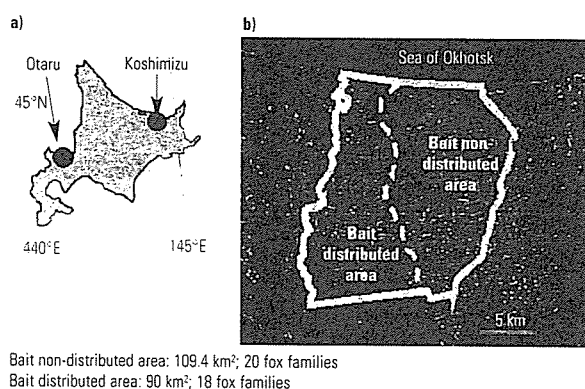 a)
Otaru
Koshimizu
45°N
440°E
145°E
b)
Sea of Okhotsk
Bait non-
distributed
area
Bait
distributed
area
5 km
Bait non-distributed area: 109.4 km²; 20 fox families
Bait distributed area: 90 km²; 18 fox families